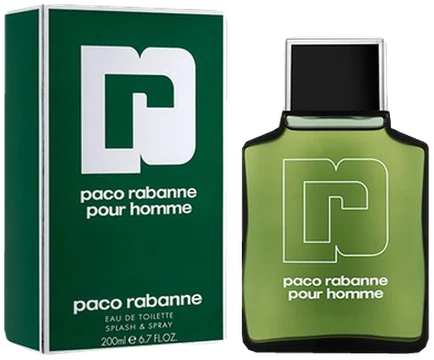 paco rabanne
pour homme
paco rabanne
EAU DE TOILETTE
SPLASH & SPRAY
200ml e 6.7 FL.OZ.
paco rabanne
pour homme